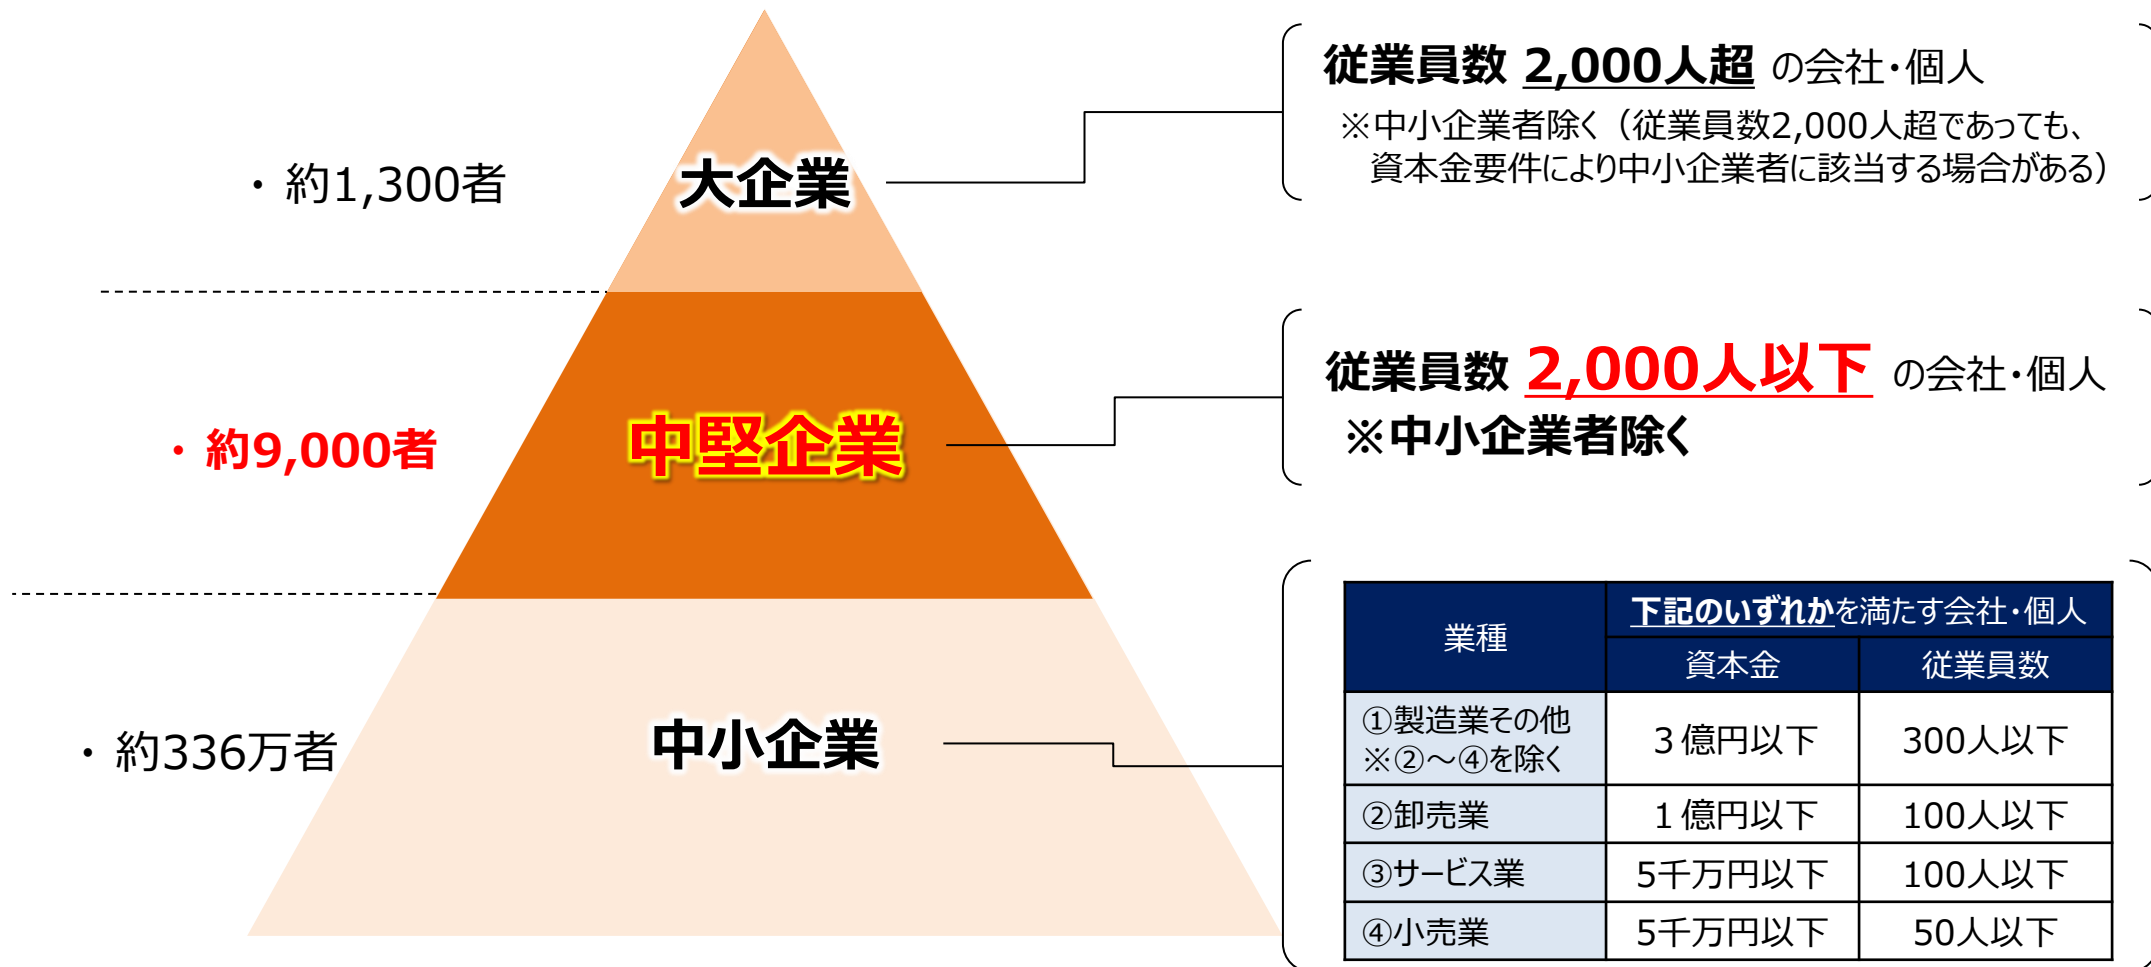 従業員数 2,000人超 の会社・個人
※中小企業者除く（従業員数2,000人超であっても、
資本金要件により中小企業者に該当する場合がある）
・ 約1,300者
大企業
従業員数 2,000人以下 の会社・個人
※中小企業者除く
・ 約9,000者
中堅企業
・ 約336万者
中小企業
業種
下記のいずれかを満たす会社・個人
資本金 従業員数
①製造業その他
※②～④を除く
３億円以下 300人以下
②卸売業 １億円以下 100人以下
③サービス業 5千万円以下 100人以下
④小売業 5千万円以下 50人以下